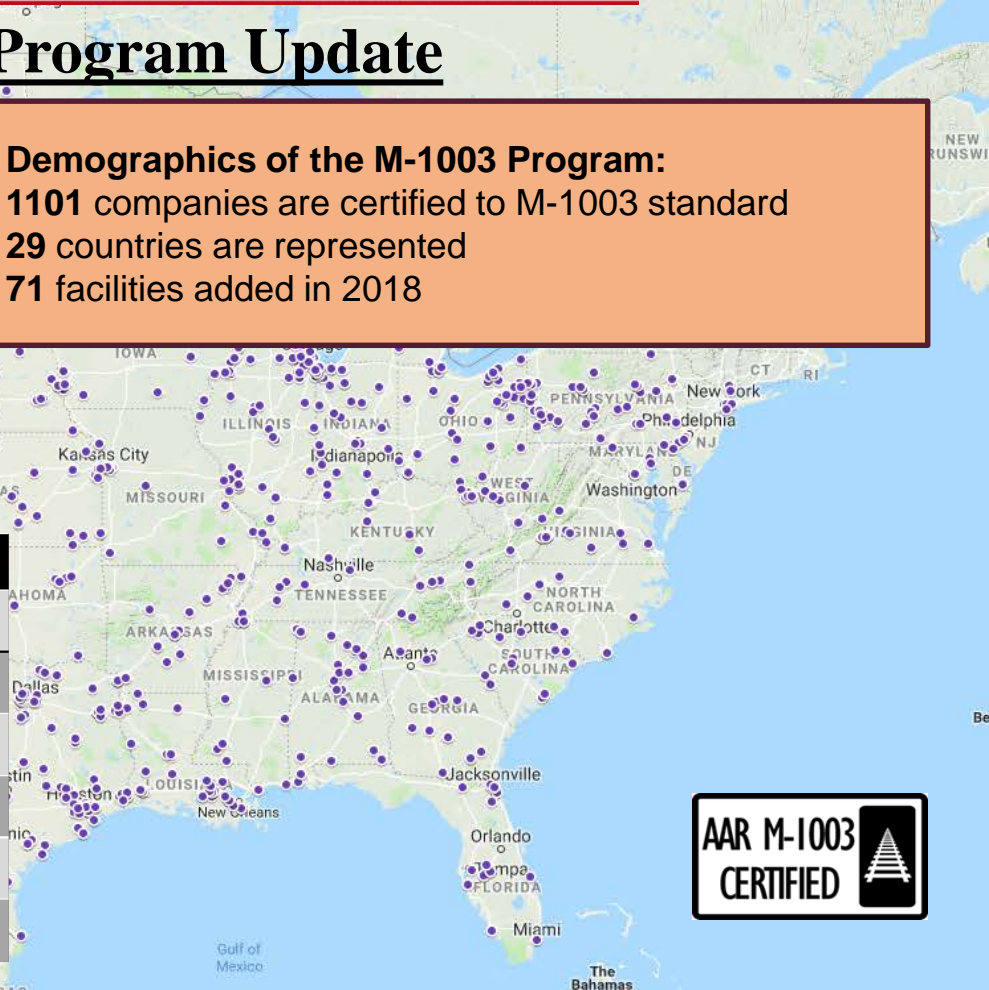 Program Update
NEW
Demographics of the M-1003 Program:
1101 companies are certified to M-1003 standard
29 countries are represented
71 facilities added in 2018
IOWA
CT
RI
PENNSYLVANIA
New York
ILLINOIS
INDIANA
OHIO
Philadelphia
NJ
Kansas City
Indianapolis
MARYLAND
DE
MISSOURI
WEST
VIRGINIA
Washington
KENTUCKY
VIRGINIA
Nashville
TENNESSEE
NORTH
CAROLINA
AHOMA
ARKANSAS
Charlotte
Atlanta
SOUTH
CAROLINA
Dallas
MISSISSIPPI
ALABAMA
GEORGIA
Be
stin
Houston
LOUISIANA
Jacksonville
New Orleans
nio
Orlando
AAR M-1003
CERTIFIED
Tampa
FLORIDA
Miami
Gulf of
Mexico
The
Bahamas